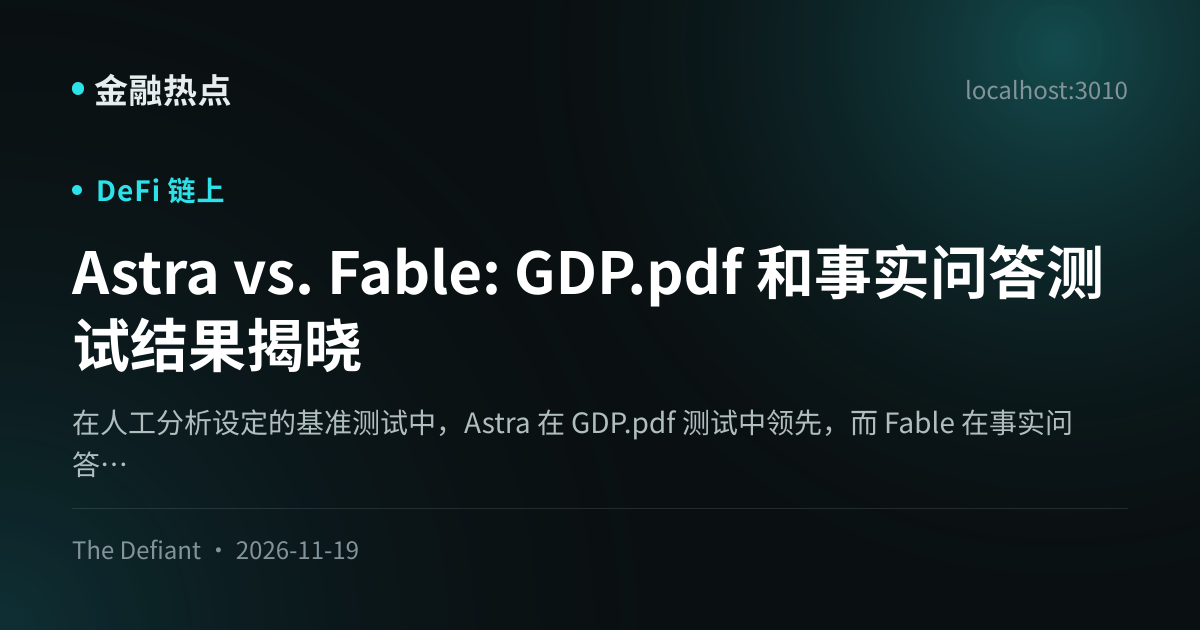 金融热点
localhost:3010
DeFi 链上
Astra vs. Fable: GDP.pdf 和事实问答测
试结果揭晓
在人工分析设定的基准测试中，Astra 在 GDP.pdf 测试中领先，而 Fable 在事实问
答…
The Defiant • 2026-11-19